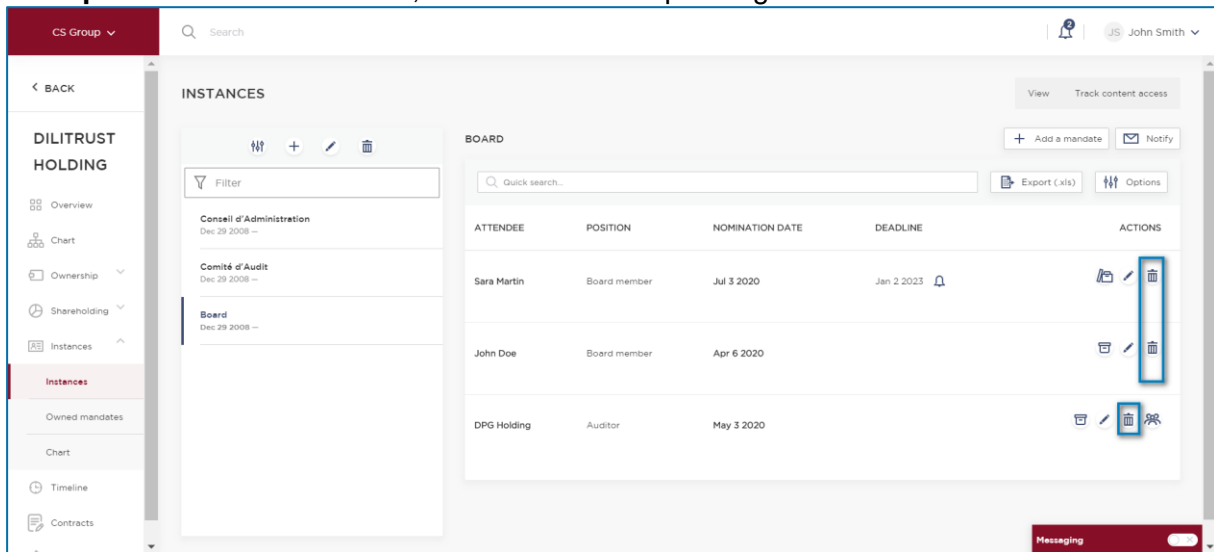 CS Group
Search
2
JS John Smith
BACK
INSTANCES
View Track content access
DILITRUST
HOLDING
Overview
Chart
Ownership
Shareholding
Instances
Instances
Owned mandates
Chart
Timeline
Contracts
Filter
Conseil d'Administration
Dec 29 2008 —
Comité d'Audit
Dec 29 2008 —
Board
Dec 29 2008 —
BOARD
Add a mandate Notify
Quick search... Export (.xls) Options
ATTENDEE POSITION NOMINATION DATE DEADLINE ACTIONS
Sara Martin Board member Jul 3 2020 Jan 2 2023
John Doe Board member Apr 6 2020
DPG Holding Auditor May 3 2020
Messaging